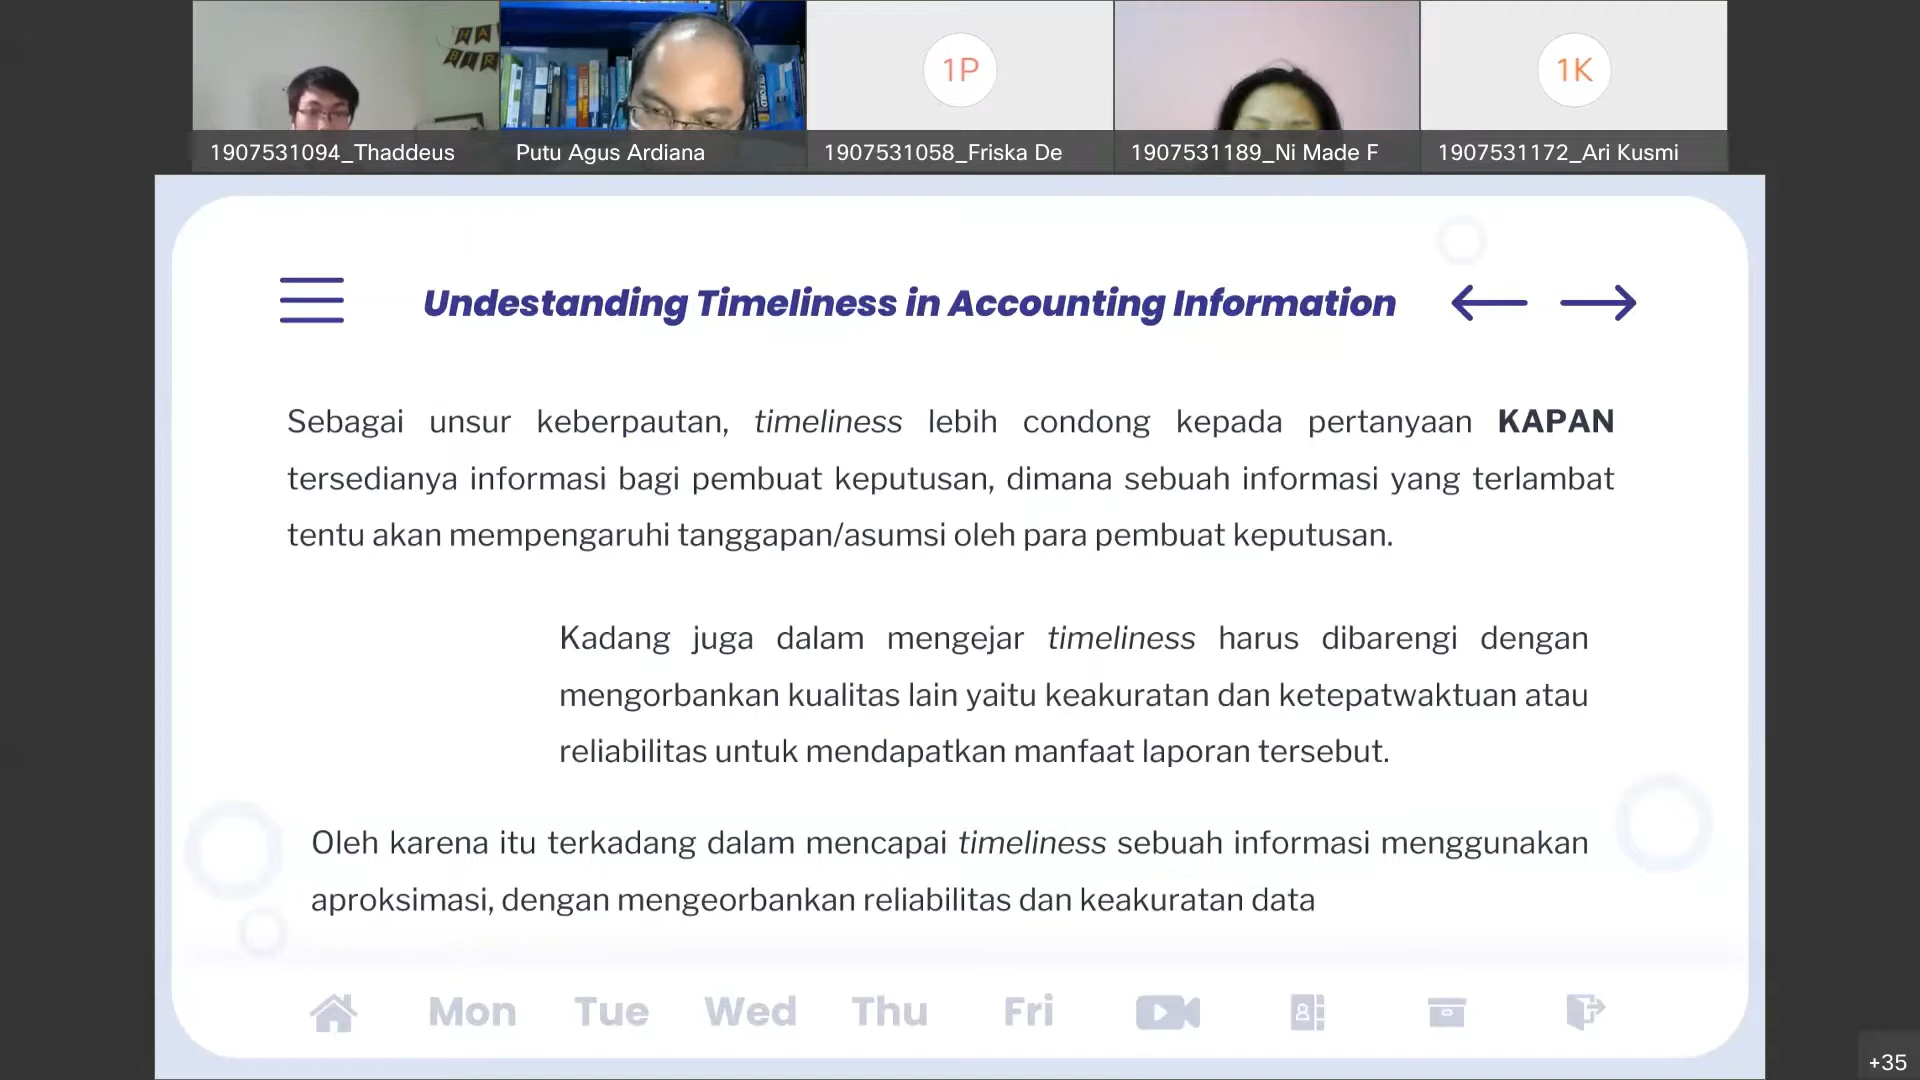 HA
BIR
1P
1K
1907531094_Thaddeus
Putu Agus Ardiana
1907531058_Friska De
1907531189_Ni Made F
1907531172_Ari Kusmi
Undestanding Timeliness in Accounting Information
Sebagai unsur keberpautan, timeliness lebih condong kepada pertanyaan KAPAN
tersedianya informasi bagi pembuat keputusan, dimana sebuah informasi yang terlambat
tentu akan mempengaruhi tanggapan/asumsi oleh para pembuat keputusan.
Kadang juga dalam mengejar timeliness harus dibarengi dengan
mengorbankan kualitas lain yaitu keakuratan dan ketepatwaktuan atau
reliabilitas untuk mendapatkan manfaat laporan tersebut.
Oleh karena itu terkadang dalam mencapai timeliness sebuah informasi menggunakan
aproksimasi, dengan mengeorbankan reliabilitas dan keakuratan data
Mon Tue Wed Thu Fri
+35